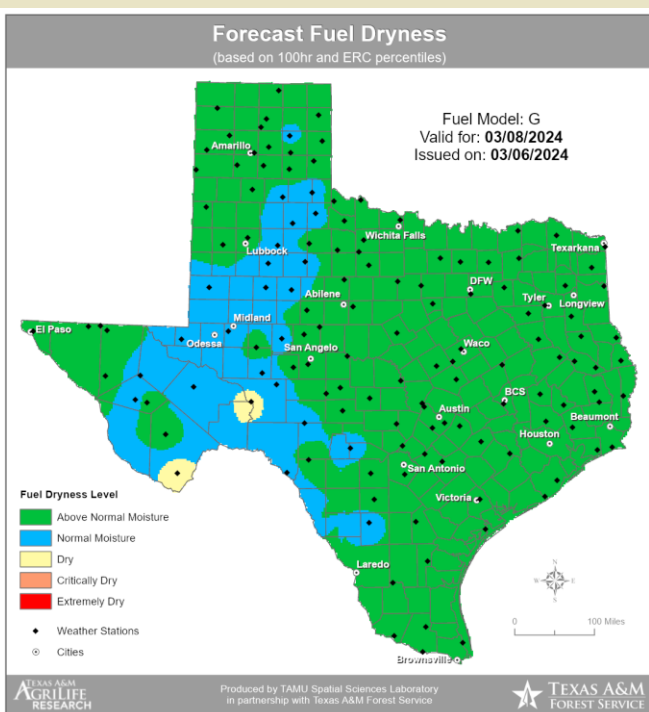 Forecast Fuel Dryness
(based on 100hr and ERC percentiles)
Fuel Model: G
Valid for: 03/08/2024
Issued on: 03/06/2024
Amarillo
Wichita Falls
Texarkana
Lubbock
DFW
Abilene
Tyler
Longview
Midland
El Paso
Odessa
San Angelo
Waco
BCS
Austin
Beaumont
Houston
San Antonio
Victoria
Laredo
Brownsville
Fuel Dryness Level
Above Normal Moisture
Normal Moisture
Dry
Critically Dry
Extremely Dry
Weather Stations
Cities
N
W
E
S
0 100 Miles
TEXAS A&M
AGRILIFE
RESEARCH
Produced by TAMU Spatial Sciences Laboratory
in partnership with Texas A&M Forest Service
TEXAS A&M
FOREST SERVICE